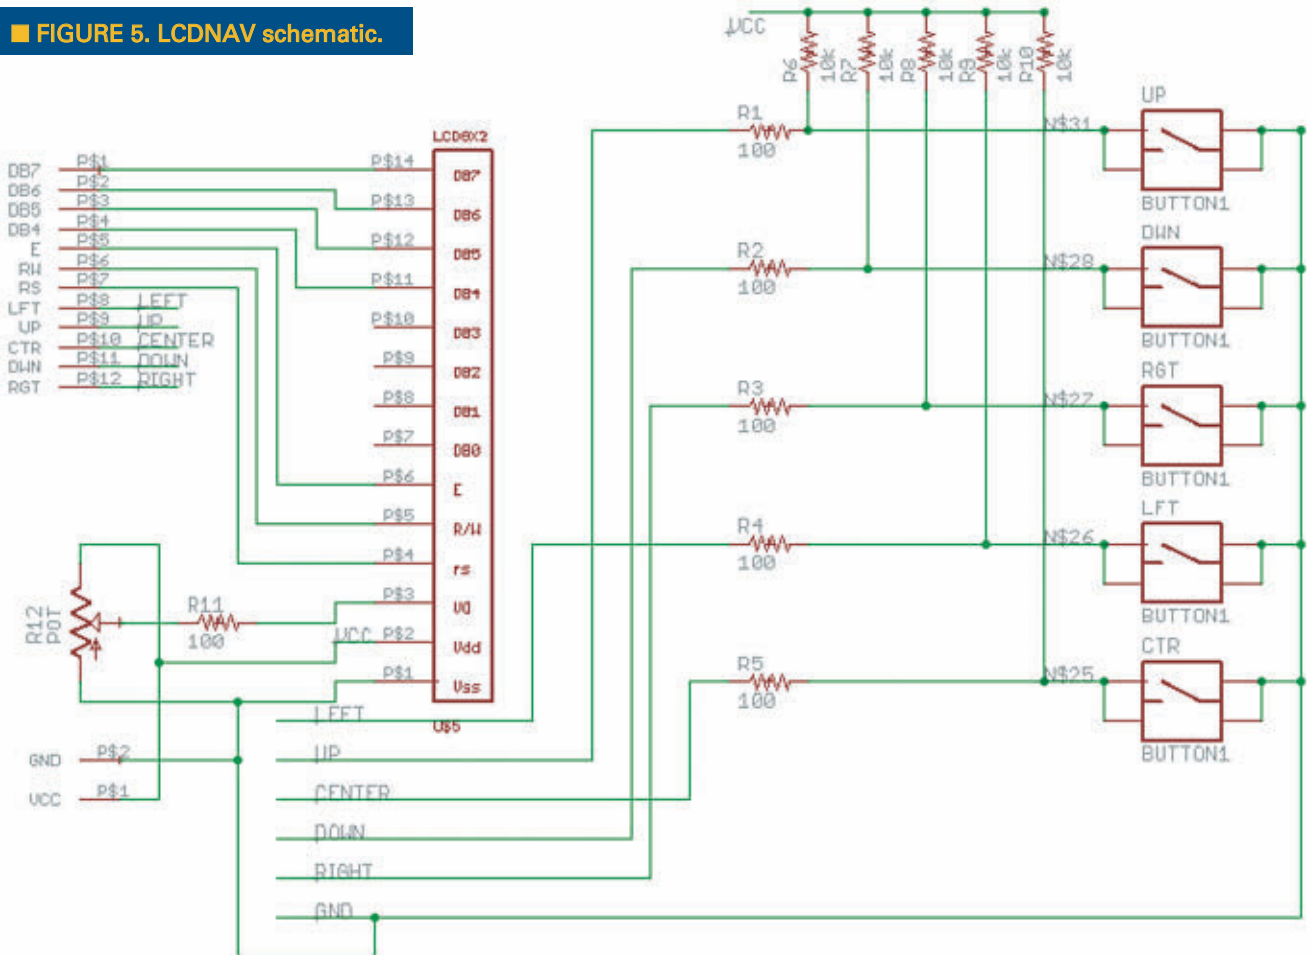 ■ FIGURE 5. LCDNAV schematic.
VCC
R6 10k R7 10k R8 10k R9 10k R10 10k
UP
R1
100
N$31
BUTTON1
LCD8X2
DB7 P$1
DB6 P$2
DB5 P$3
DB4 P$4
E P$5
RW P$6
RS P$7
LFT P$8 LEFT
UP P$9 UP
CTR P$10 CENTER
DWN P$11 DOWN
RGT P$12 RIGHT
P$14 DB7
P$13 DB6
P$12 DB5
P$11 DB4
P$10 DB3
P$9 DB2
P$8 DB1
P$7 DB0
P$6 E
P$5 R/W
P$4 rs
P$3 V0
VCC P$2 Vdd
P$1 Vss
U$5
DWN
R2
100
N$28
BUTTON1
RGT
R3
100
N$27
BUTTON1
LFT
R4
100
N$26
BUTTON1
CTR
R5
100
N$25
BUTTON1
R12
POT
R11
100
GND P$2
VCC P$1
LEFT
UP
CENTER
DOWN
RIGHT
GND